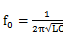 f₀ = 1/(2π√LC)